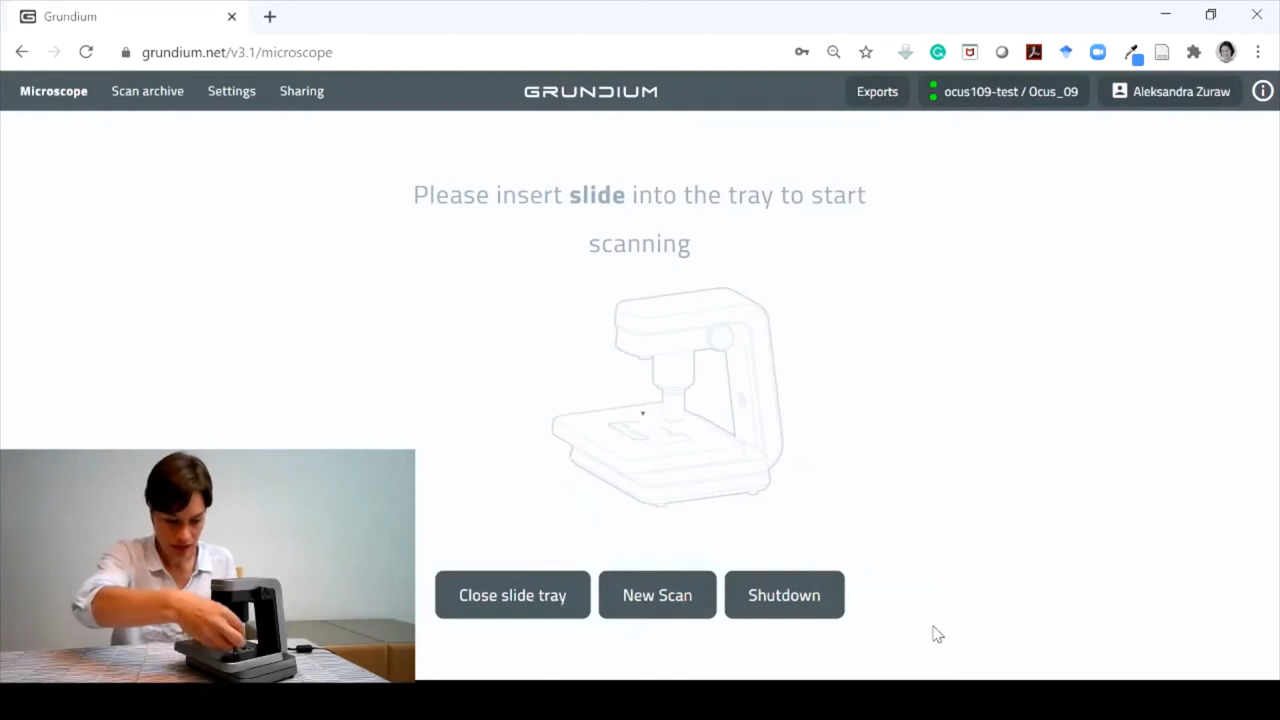 Grundium
grundium.net/v3.1/microscope
Microscope Scan archive Settings Sharing GRUNDIUM Exports ocus109-test / Ocus_09 Aleksandra Zuraw
Please insert slide into the tray to start
scanning
Close slide tray New Scan Shutdown